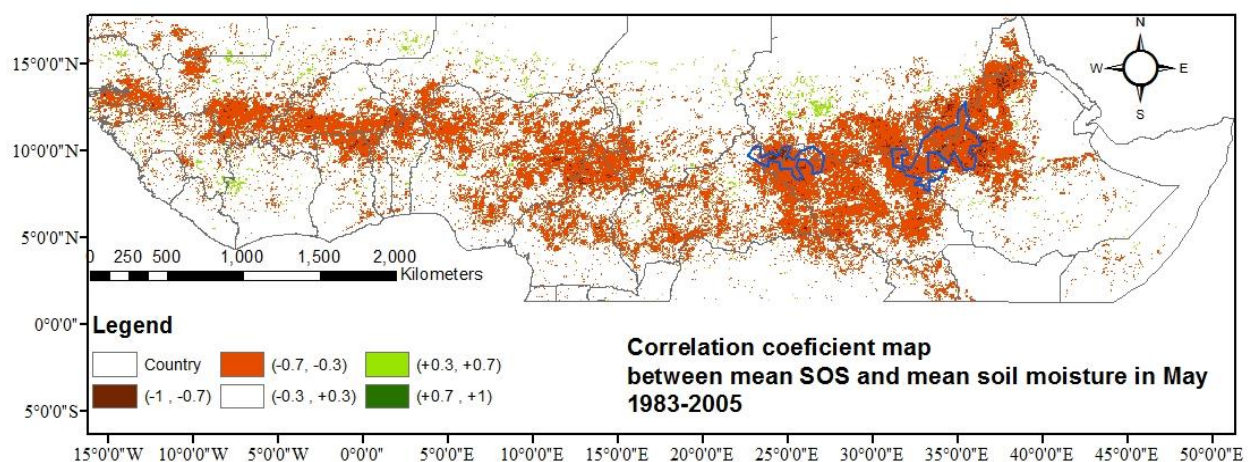 N
W E
S
15°0'0"N
10°0'0"N
5°0'0"N
0 250 500 1,000 1,500 2,000
Kilometers
0°0'0"
Legend
Country (-0.7, -0.3) (+0.3, +0.7)
(-1 , -0.7) (-0.3, +0.3) (+0.7 , +1)
Correlation coeficient map
between mean SOS and mean soil moisture in May
1983-2005
5°0'0"S
15°0'0"W 10°0'0"W 5°0'0"W 0°0'0" 5°0'0"E 10°0'0"E 15°0'0"E 20°0'0"E 25°0'0"E 30°0'0"E 35°0'0"E 40°0'0"E 45°0'0"E 50°0'0"E